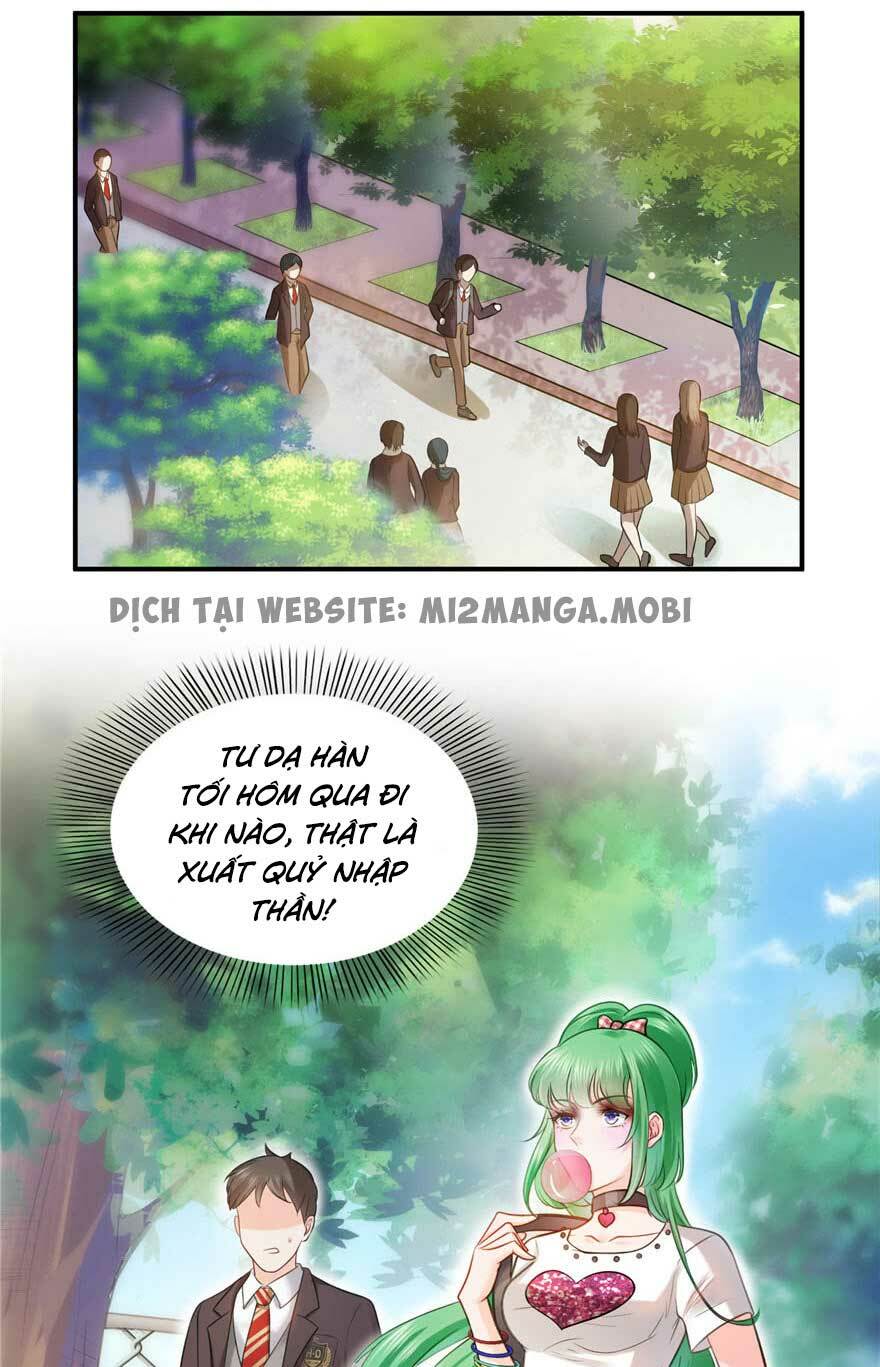 DỊCH TẠI WEBSITE: MI2MANGA.MOBI
TƯ DẠ HÀN
TỐI HÔM QUA ĐI
KHI NÀO, THẬT LÀ
XUẤT QUỶ NHẬP
THẦN!
H-D